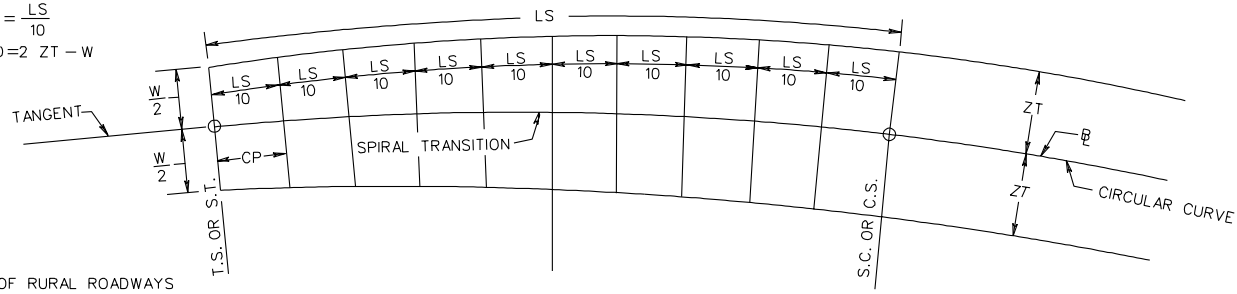 = LS/10
=2 ZT - W
LS
LS/10 LS/10 LS/10 LS/10 LS/10 LS/10 LS/10 LS/10 LS/10 LS/10
W/2
TANGENT
W/2
CP
SPIRAL TRANSITION
ZT
ZT
CIRCULAR CURVE
T.S. OR S.T.
S.C. OR C.S.
OF RURAL ROADWAYS